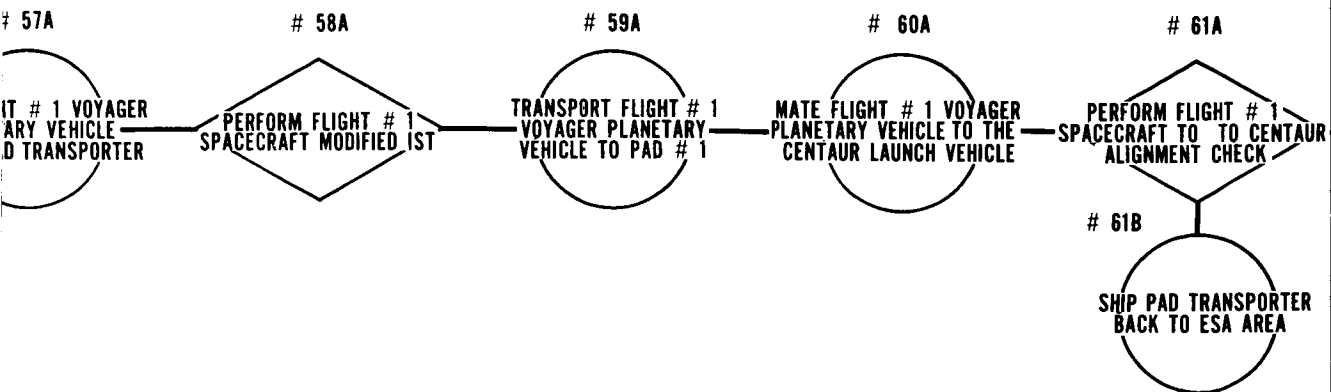 # 57A
# 1 VOYAGER
VEHICLE
TRANSPORTER
# 58A
PERFORM FLIGHT # 1
SPACECRAFT MODIFIED IST
# 59A
TRANSPORT FLIGHT # 1
VOYAGER PLANETARY
VEHICLE TO PAD # 1
# 60A
MATE FLIGHT # 1 VOYAGER
PLANETARY VEHICLE TO THE
CENTAUR LAUNCH VEHICLE
# 61A
PERFORM FLIGHT # 1
SPACECRAFT TO TO CENTAUR
ALIGNMENT CHECK
# 61B
SHIP PAD TRANSPORTER
BACK TO ESA AREA